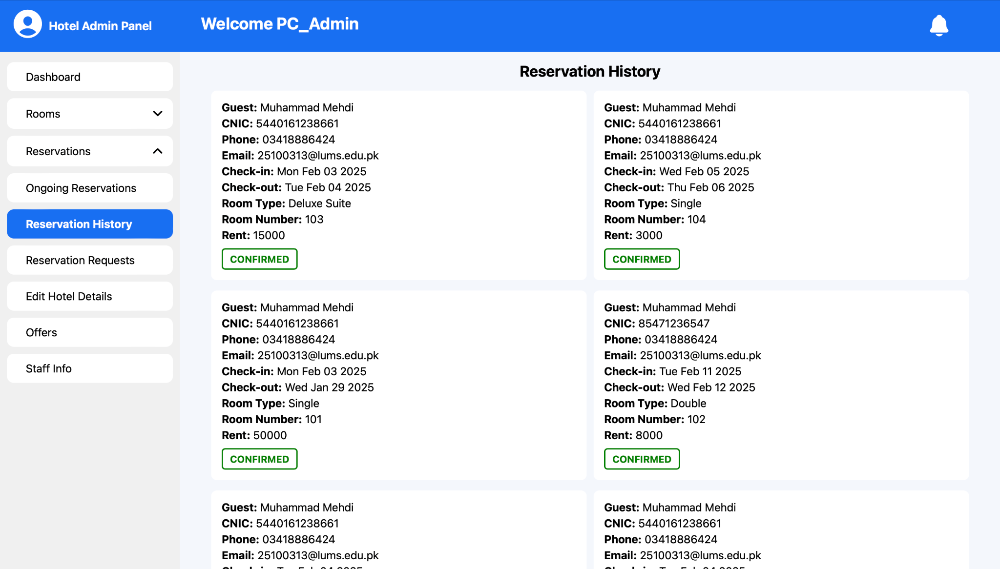 Hotel Admin Panel
Welcome PC_Admin
Dashboard
Rooms
Reservations
Ongoing Reservations
Reservation History
Reservation Requests
Edit Hotel Details
Offers
Staff Info
Reservation History
Guest: Muhammad Mehdi
CNIC: 5440161238661
Phone: 03418886424
Email: 25100313@lums.edu.pk
Check-in: Mon Feb 03 2025
Check-out: Tue Feb 04 2025
Room Type: Deluxe Suite
Room Number: 103
Rent: 15000
CONFIRMED
Guest: Muhammad Mehdi
CNIC: 5440161238661
Phone: 03418886424
Email: 25100313@lums.edu.pk
Check-in: Wed Feb 05 2025
Check-out: Thu Feb 06 2025
Room Type: Single
Room Number: 104
Rent: 3000
CONFIRMED
Guest: Muhammad Mehdi
CNIC: 5440161238661
Phone: 03418886424
Email: 25100313@lums.edu.pk
Check-in: Mon Feb 03 2025
Check-out: Wed Jan 29 2025
Room Type: Single
Room Number: 101
Rent: 50000
CONFIRMED
Guest: Muhammad Mehdi
CNIC: 85471236547
Phone: 03418886424
Email: 25100313@lums.edu.pk
Check-in: Tue Feb 11 2025
Check-out: Wed Feb 12 2025
Room Type: Double
Room Number: 102
Rent: 8000
CONFIRMED
Guest: Muhammad Mehdi
CNIC: 5440161238661
Phone: 03418886424
Email: 25100313@lums.edu.pk
Guest: Muhammad Mehdi
CNIC: 5440161238661
Phone: 03418886424
Email: 25100313@lums.edu.pk